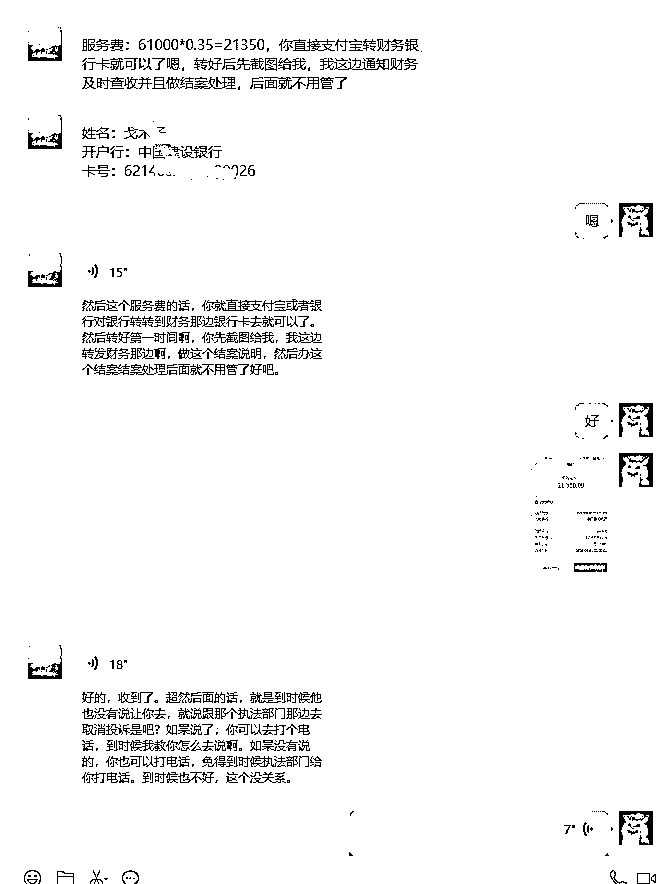 服务费：61000*0.35=21350，你直接支付宝转财务银
行卡就可以了嗯，转好后先截图给我，我这边通知财务
及时查收并且做结案处理，后面就不用管了
姓名：戈
开户行：中国建设银行
卡号：6214 0026
嗯
15"
然后这个服务费的话，你就直接支付宝或者银
行对银行转转到财务那边银行卡去就可以了。
然后转好第一时间啊，你先截图给我，我这边
转发财务那边啊，做这个结案说明，然后办这
个结案结案处理后面就不用管了好吧。
好
18"
好的，收到了。超然后面的话，就是到时候他
也没有说让你去，就说跟那个执法部门那边去
取消投诉是吧？如果说了，你可以去打个电
话，到时候我教你怎么去说啊。如果没有说
的，你也可以打电话，免得到时候执法部门给
你打电话。到时候也不好，这个没关系。
7"